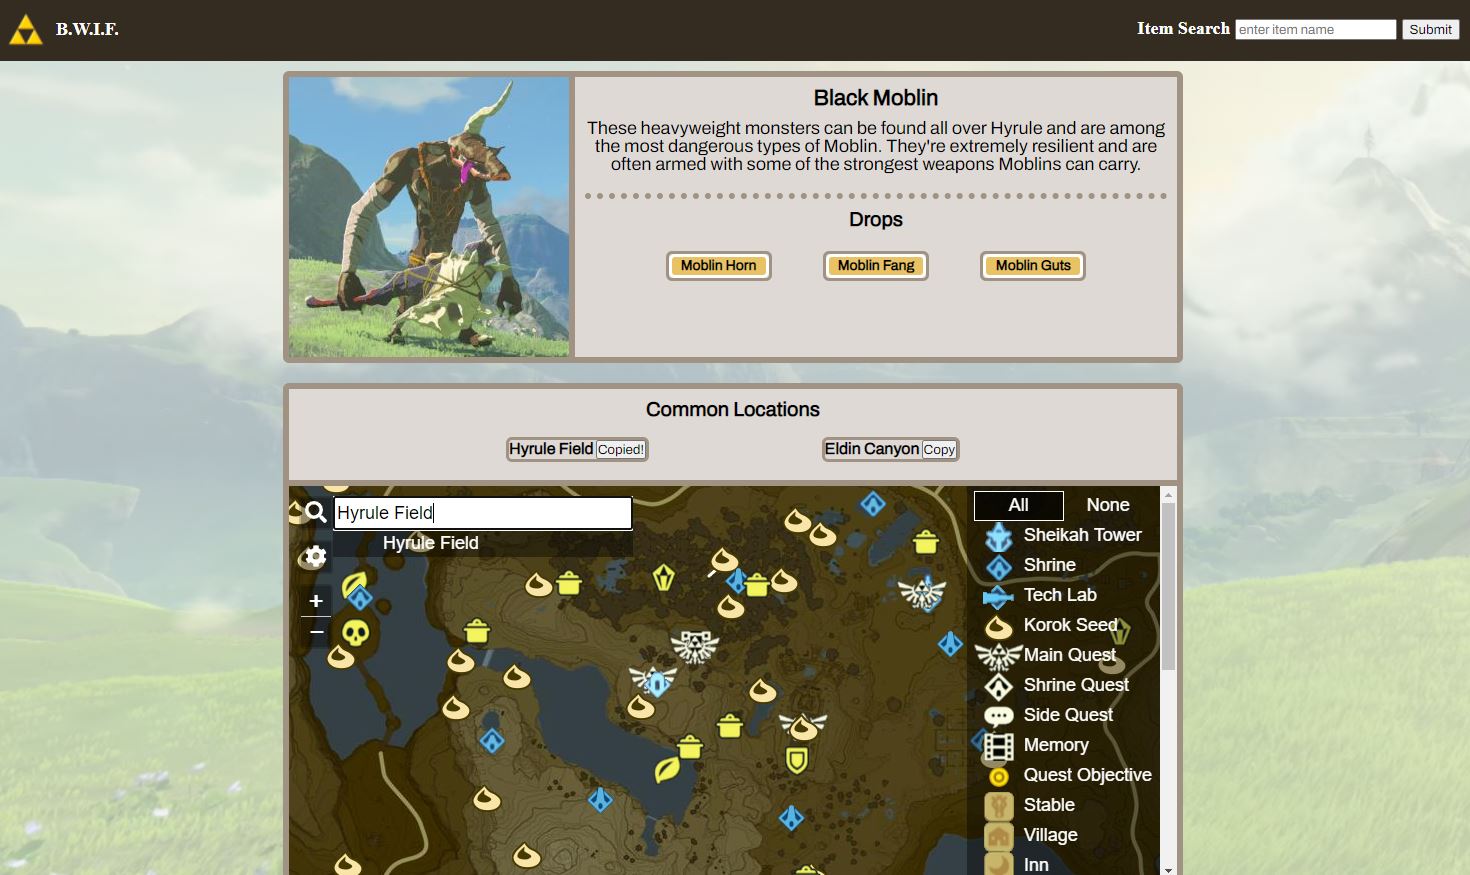 B.W.I.F.
Item Search enter item name Submit
Black Moblin
These heavyweight monsters can be found all over Hyrule and are among
the most dangerous types of Moblin. They're extremely resilient and are
often armed with some of the strongest weapons Moblins can carry.
Drops
Moblin Horn Moblin Fang Moblin Guts
Common Locations
Hyrule Field Copied! Eldin Canyon Copy
Hyrule Field
Hyrule Field
+
−
All None
Sheikah Tower
Shrine
Tech Lab
Korok Seed
Main Quest
Shrine Quest
Side Quest
Memory
Quest Objective
Stable
Village
Inn